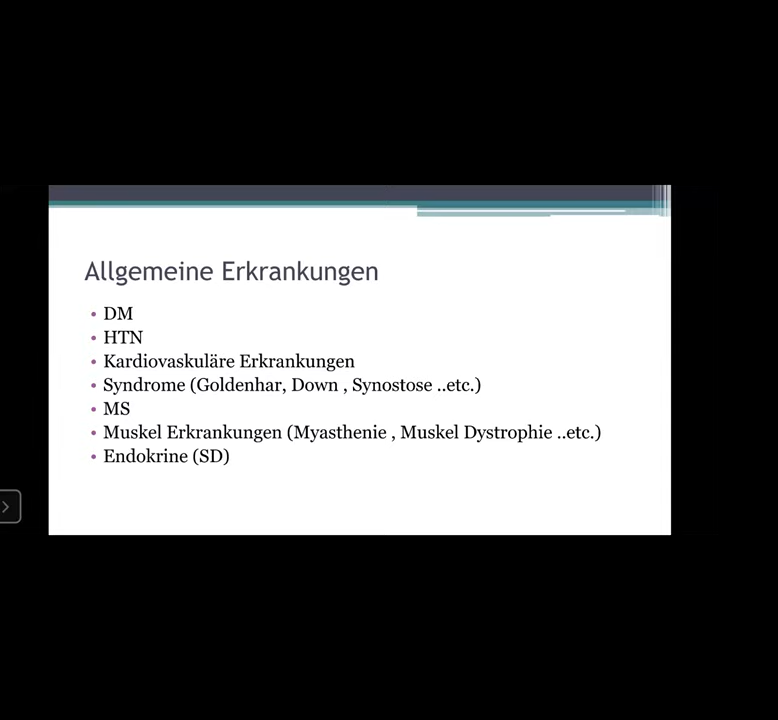 Allgemeine Erkrankungen
• DM
• HTN
• Kardiovaskuläre Erkrankungen
• Syndrome (Goldenhar, Down , Synostose ..etc.)
• MS
• Muskel Erkrankungen (Myasthenie , Muskel Dystrophie ..etc.)
• Endokrine (SD)